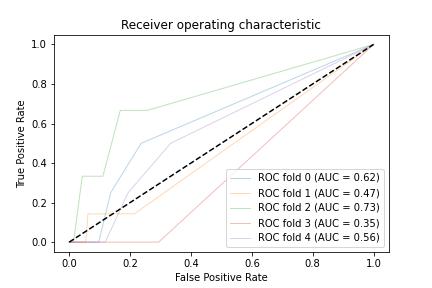 Receiver operating characteristic
True Positive Rate
1.0
0.8
0.6
0.4
0.2
0.0
ROC fold 0 (AUC = 0.62)
ROC fold 1 (AUC = 0.47)
ROC fold 2 (AUC = 0.73)
ROC fold 3 (AUC = 0.35)
ROC fold 4 (AUC = 0.56)
0.0 0.2 0.4 0.6 0.8 1.0
False Positive Rate